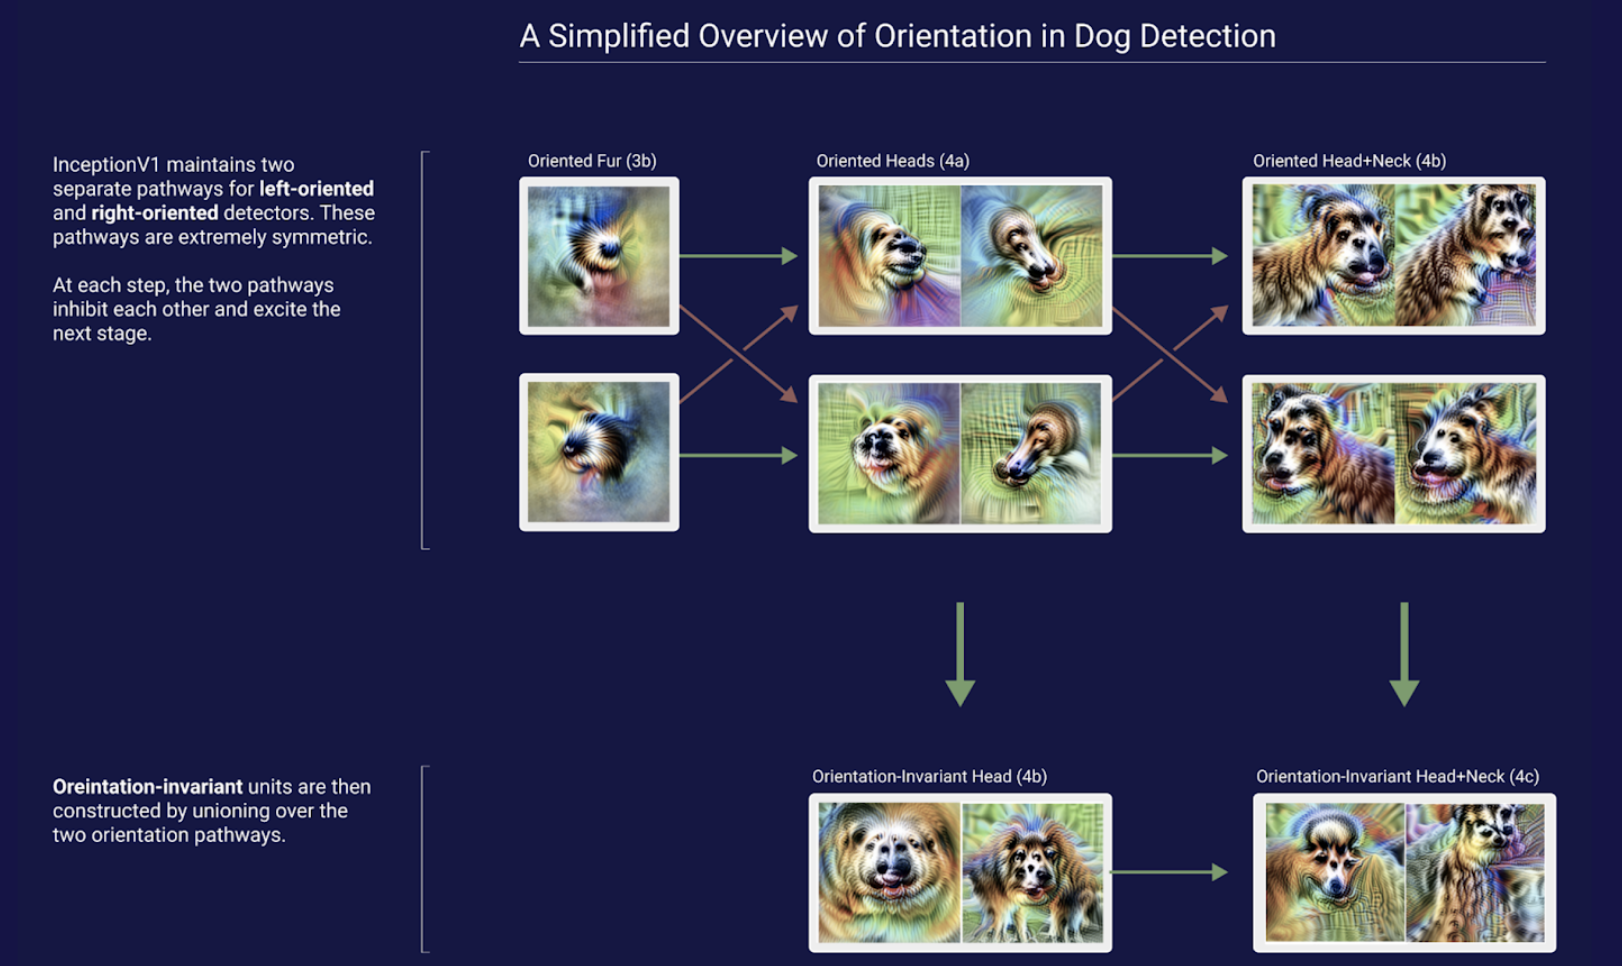 A Simplified Overview of Orientation in Dog Detection
InceptionV1 maintains two
separate pathways for left-oriented
and right-oriented detectors. These
pathways are extremely symmetric.
At each step, the two pathways
inhibit each other and excite the
next stage.
Oriented Fur (3b)
Oriented Heads (4a)
Oriented Head+Neck (4b)
Oreintation-invariant units are then
constructed by unioning over the
two orientation pathways.
Orientation-Invariant Head (4b)
Orientation-Invariant Head+Neck (4c)